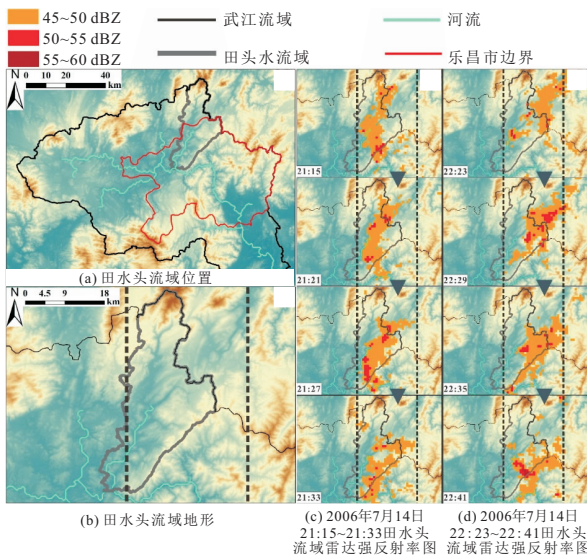 45~50 dBZ
50~55 dBZ
55~60 dBZ
武江流域
田头水流域
河流
乐昌市边界
N
0 10 20 40
km
(a) 田水头流域位置
N
0 4.5 9 18
km
(b) 田水头流域地形
21:15
21:21
21:27
21:33
(c) 2006年7月14日
21:15~21:33田水头
流域雷达强反射率图
22:23
22:29
22:35
22:41
(d) 2006年7月14日
22:23~22:41田水头
流域雷达强反射率图